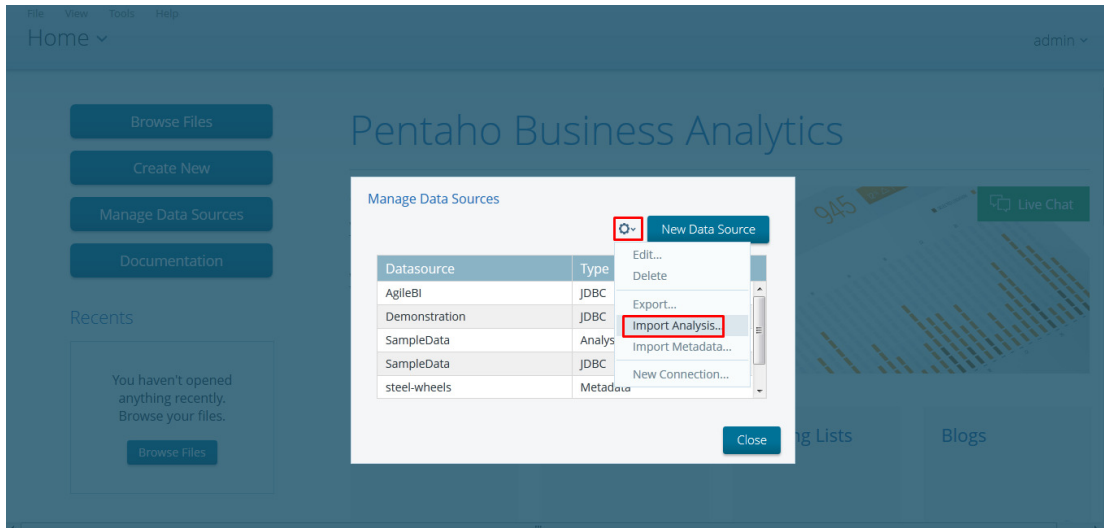 File View Tools Help
Home
admin
Browse Files
Create New
Manage Data Sources
Documentation
Recents
You haven't opened
anything recently.
Browse your files.
Browse Files
Pentaho Business Analytics
945
Live Chat
Manage Data Sources
New Data Source
Datasource Type
AgileBI JDBC
Demonstration JDBC
SampleData Analys
SampleData JDBC
steel-wheels Metadata
Edit...
Delete
Export...
Import Analysis...
Import Metadata...
New Connection...
Close
ng Lists
Blogs